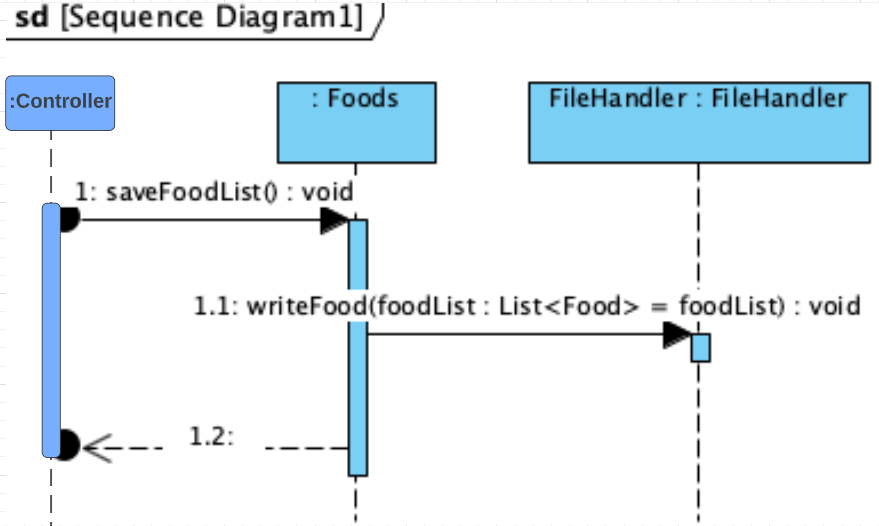 sd [Sequence Diagram1]
:Controller
: Foods
FileHandler : FileHandler
1: saveFoodList() : void
1.1: writeFood(foodList : List<Food> = foodList) : void
1.2: